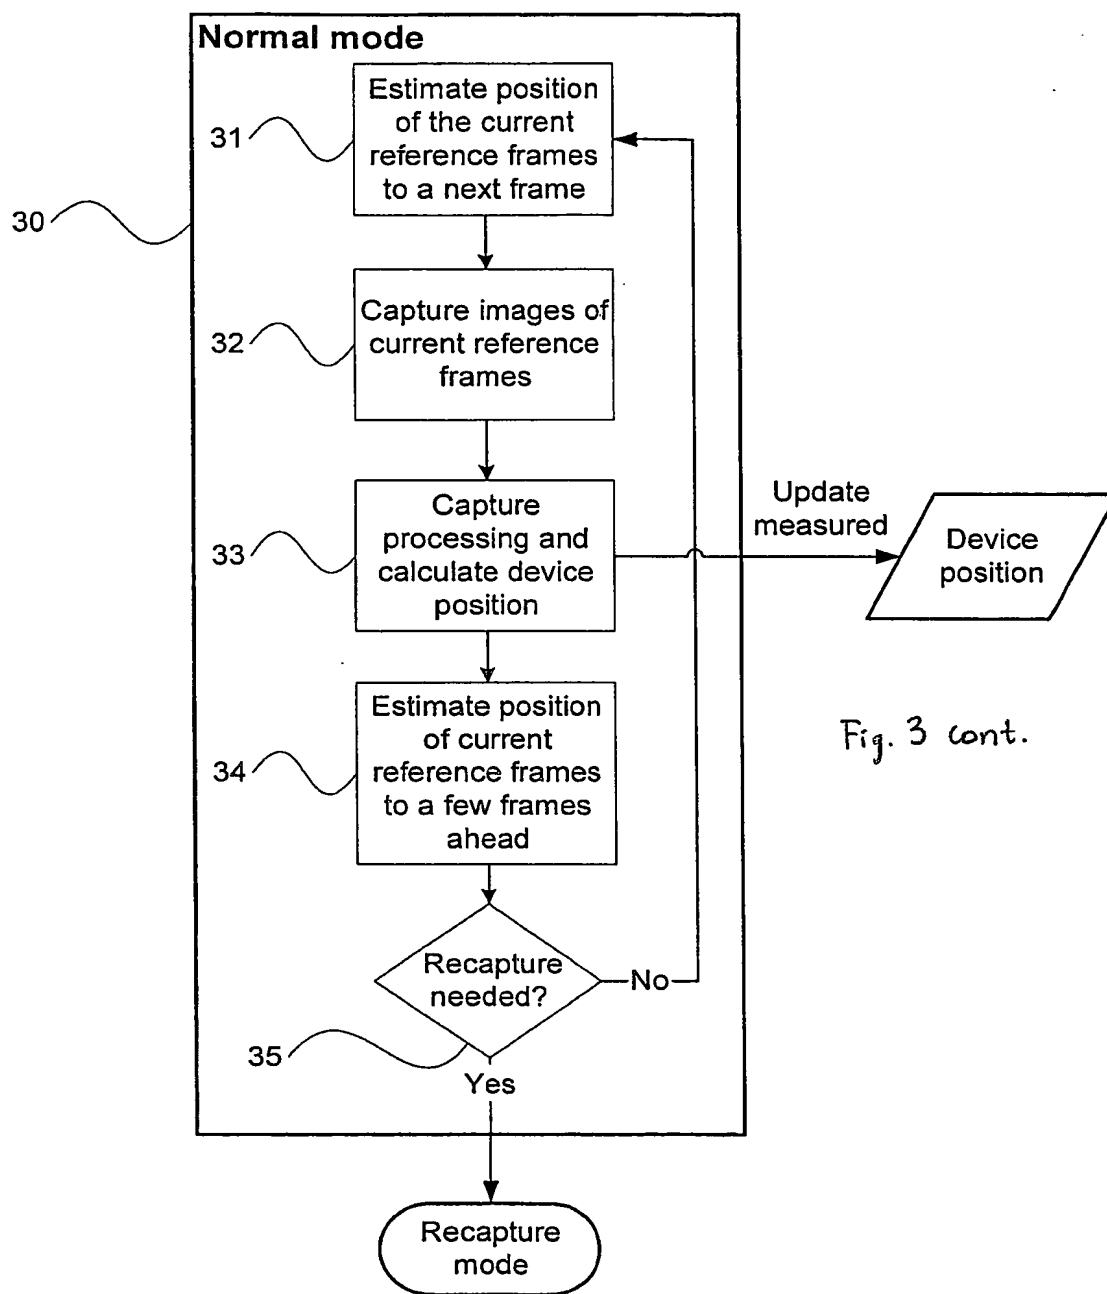 Normal mode
Estimate position
of the current
reference frames
to a next frame
31
30
Capture images of
current reference
frames
32
Capture
processing and
calculate device
position
33
Update
measured
Device
position
Estimate position
of current
reference frames
to a few frames
ahead
34
Fig. 3 cont.
Recapture
needed?
No
35
Yes
Recapture
mode